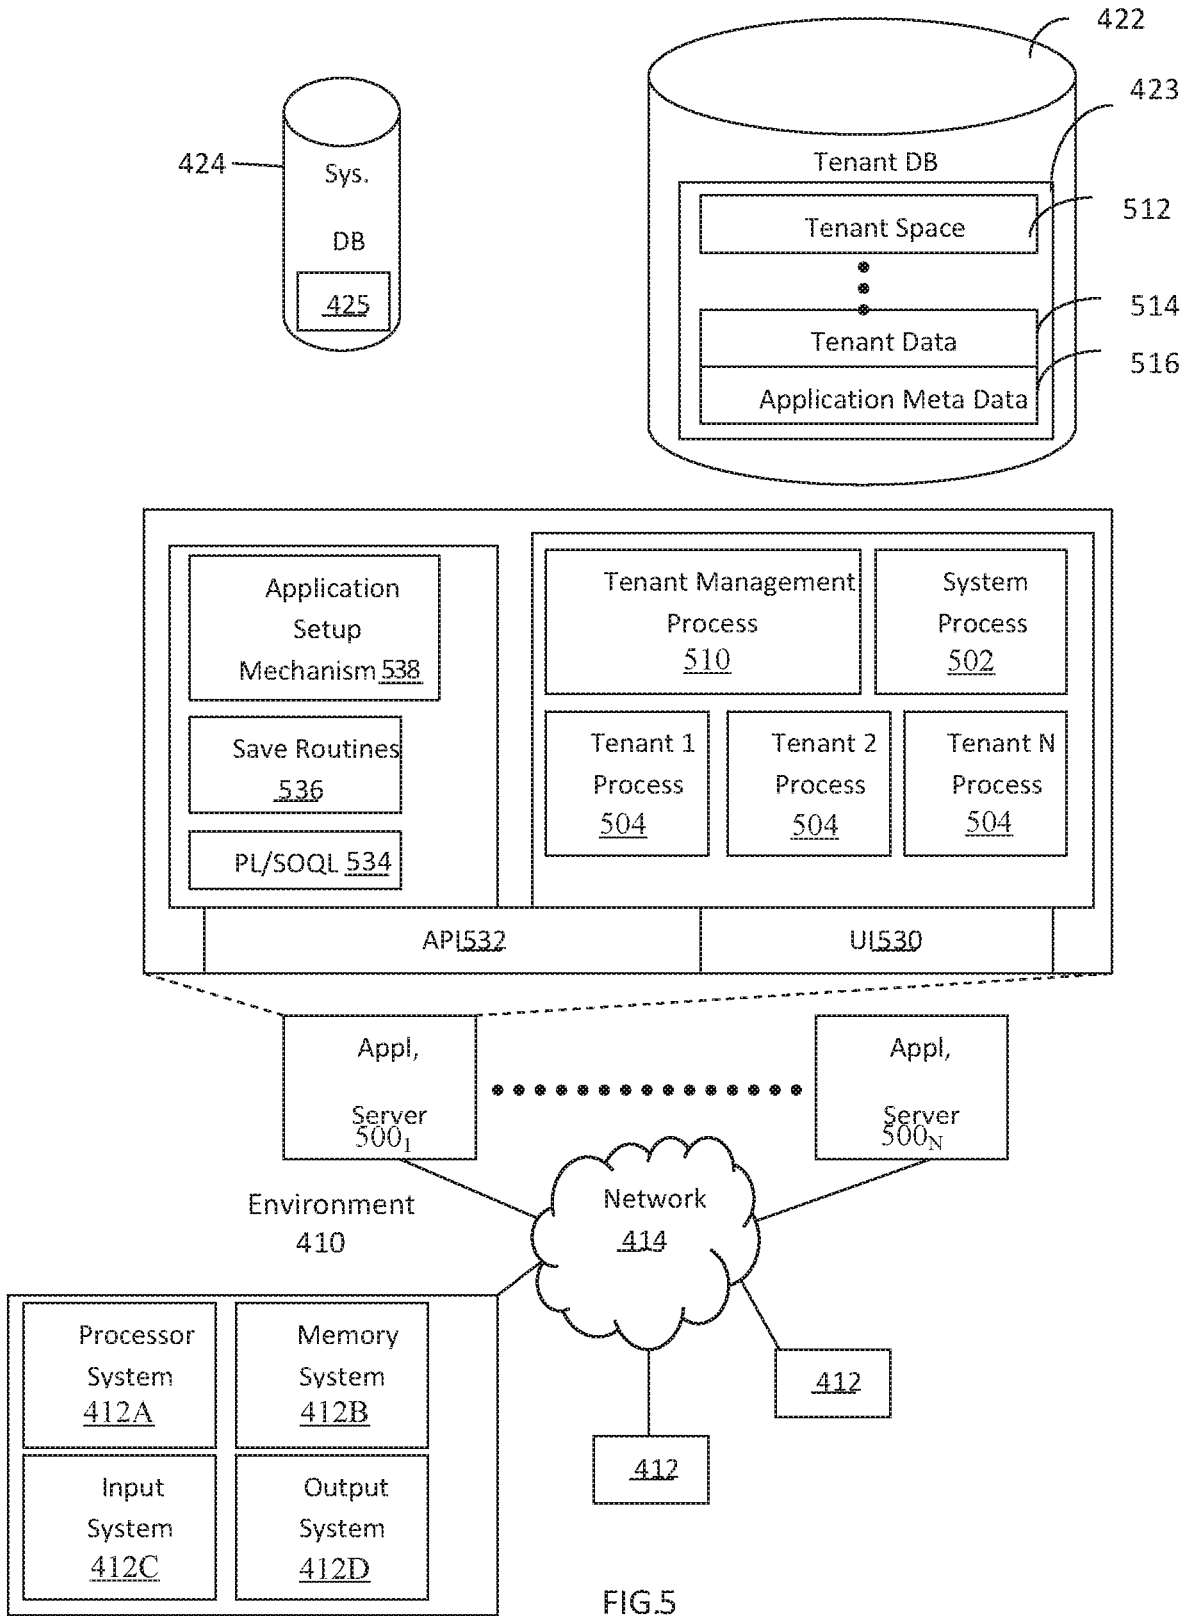 422
423
424
Sys.
DB
425
Tenant DB
Tenant Space
512
Tenant Data
514
Application Meta Data
516
Application
Setup
Mechanism 538
Save Routines
536
PL/SOQL 534
Tenant Management
Process
510
System
Process
502
Tenant 1
Process
504
Tenant 2
Process
504
Tenant N
Process
504
API532
UI530
Appl,
Server
500₁
Appl,
Server
500N
Environment
410
Network
414
Processor
System
412A
Memory
System
412B
Input
System
412C
Output
System
412D
412
412
FIG.5